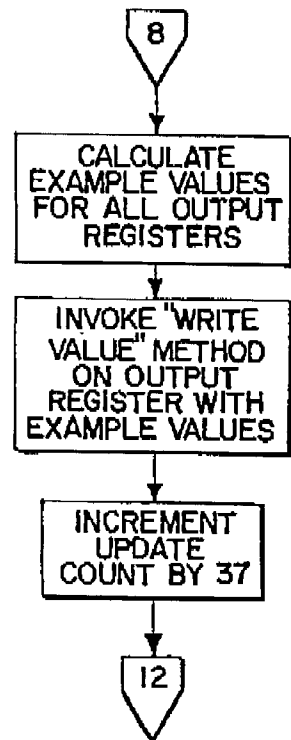 8
CALCULATE
EXAMPLE VALUES
FOR ALL OUTPUT
REGISTERS
INVOKE "WRITE
VALUE" METHOD
ON OUTPUT
REGISTER WITH
EXAMPLE VALUES
INCREMENT
UPDATE
COUNT BY 37
12